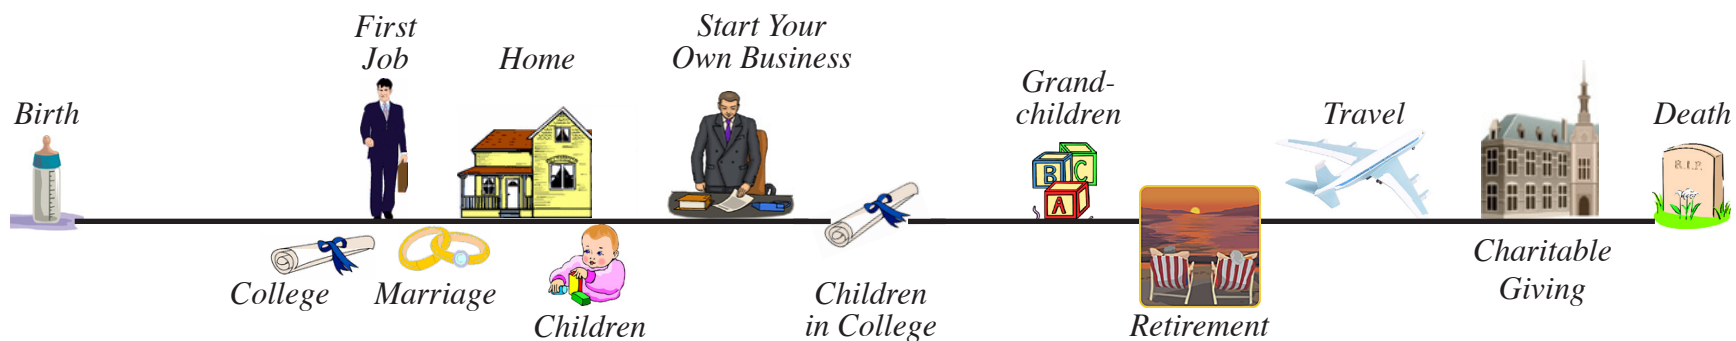 Birth
College
First
Job
Marriage
Home
Children
Start Your
Own Business
Children
in College
Grand-
children
B
C
A
Retirement
Travel
Charitable
Giving
Death
R.I.P.